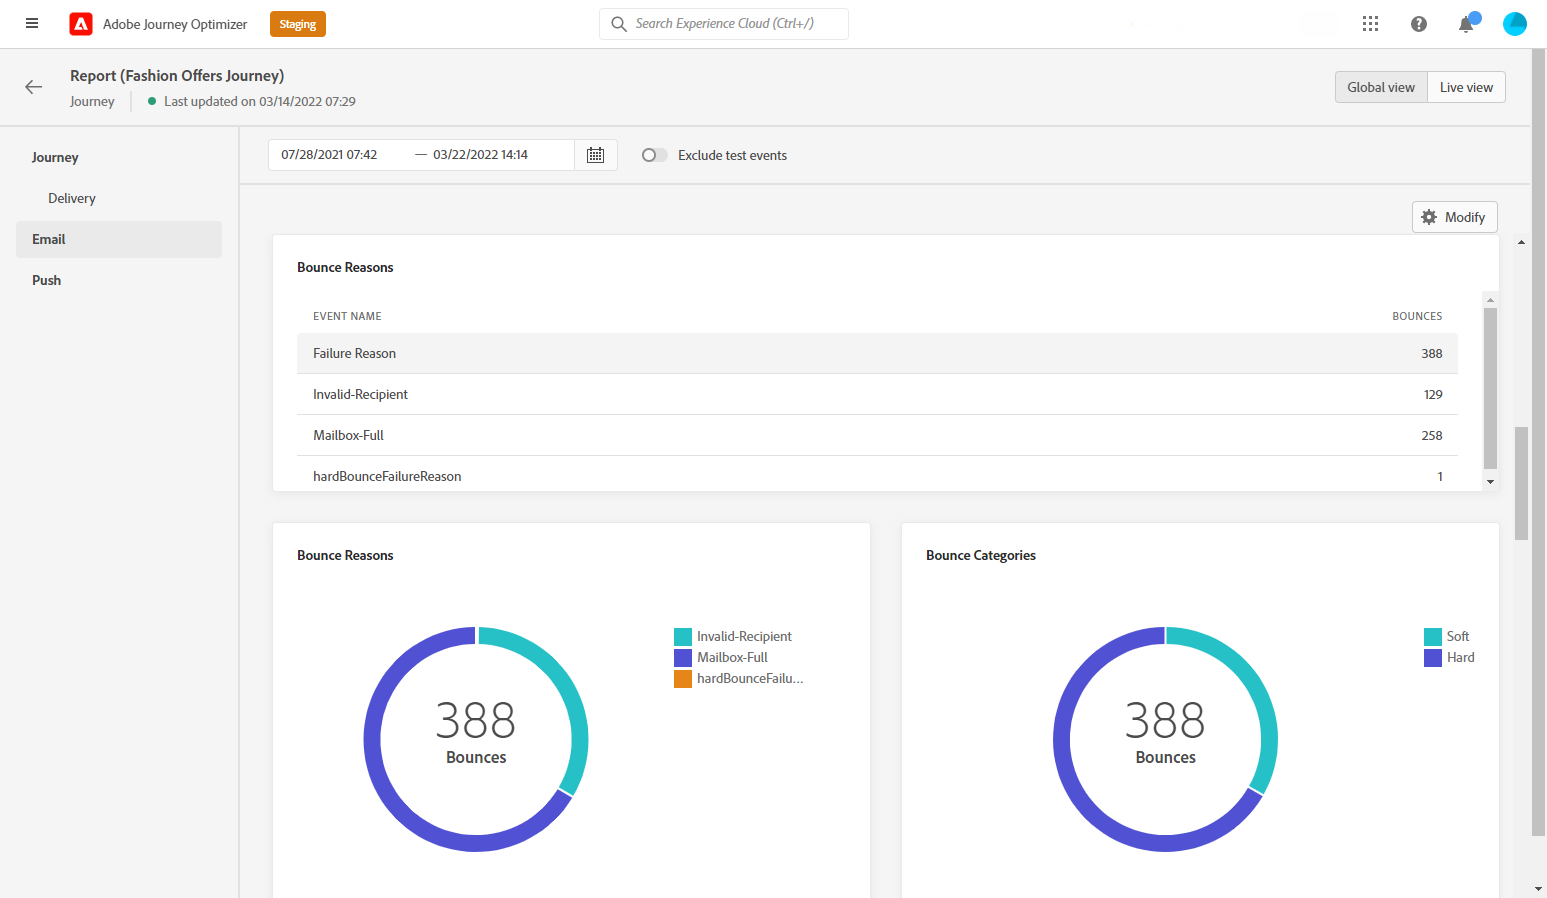 Adobe Journey Optimizer
Staging
Search Experience Cloud (Ctrl+/)
Report (Fashion Offers Journey)
Journey
Last updated on 03/14/2022 07:29
Global view
Live view
Journey
Delivery
Email
Push
07/28/2021 07:42 — 03/22/2022 14:14
Exclude test events
Modify
Bounce Reasons
EVENT NAME BOUNCES
Failure Reason 388
Invalid-Recipient 129
Mailbox-Full 258
hardBounceFailureReason 1
Bounce Reasons
388
Bounces
Invalid-Recipient
Mailbox-Full
hardBounceFailu...
Bounce Categories
388
Bounces
Soft
Hard